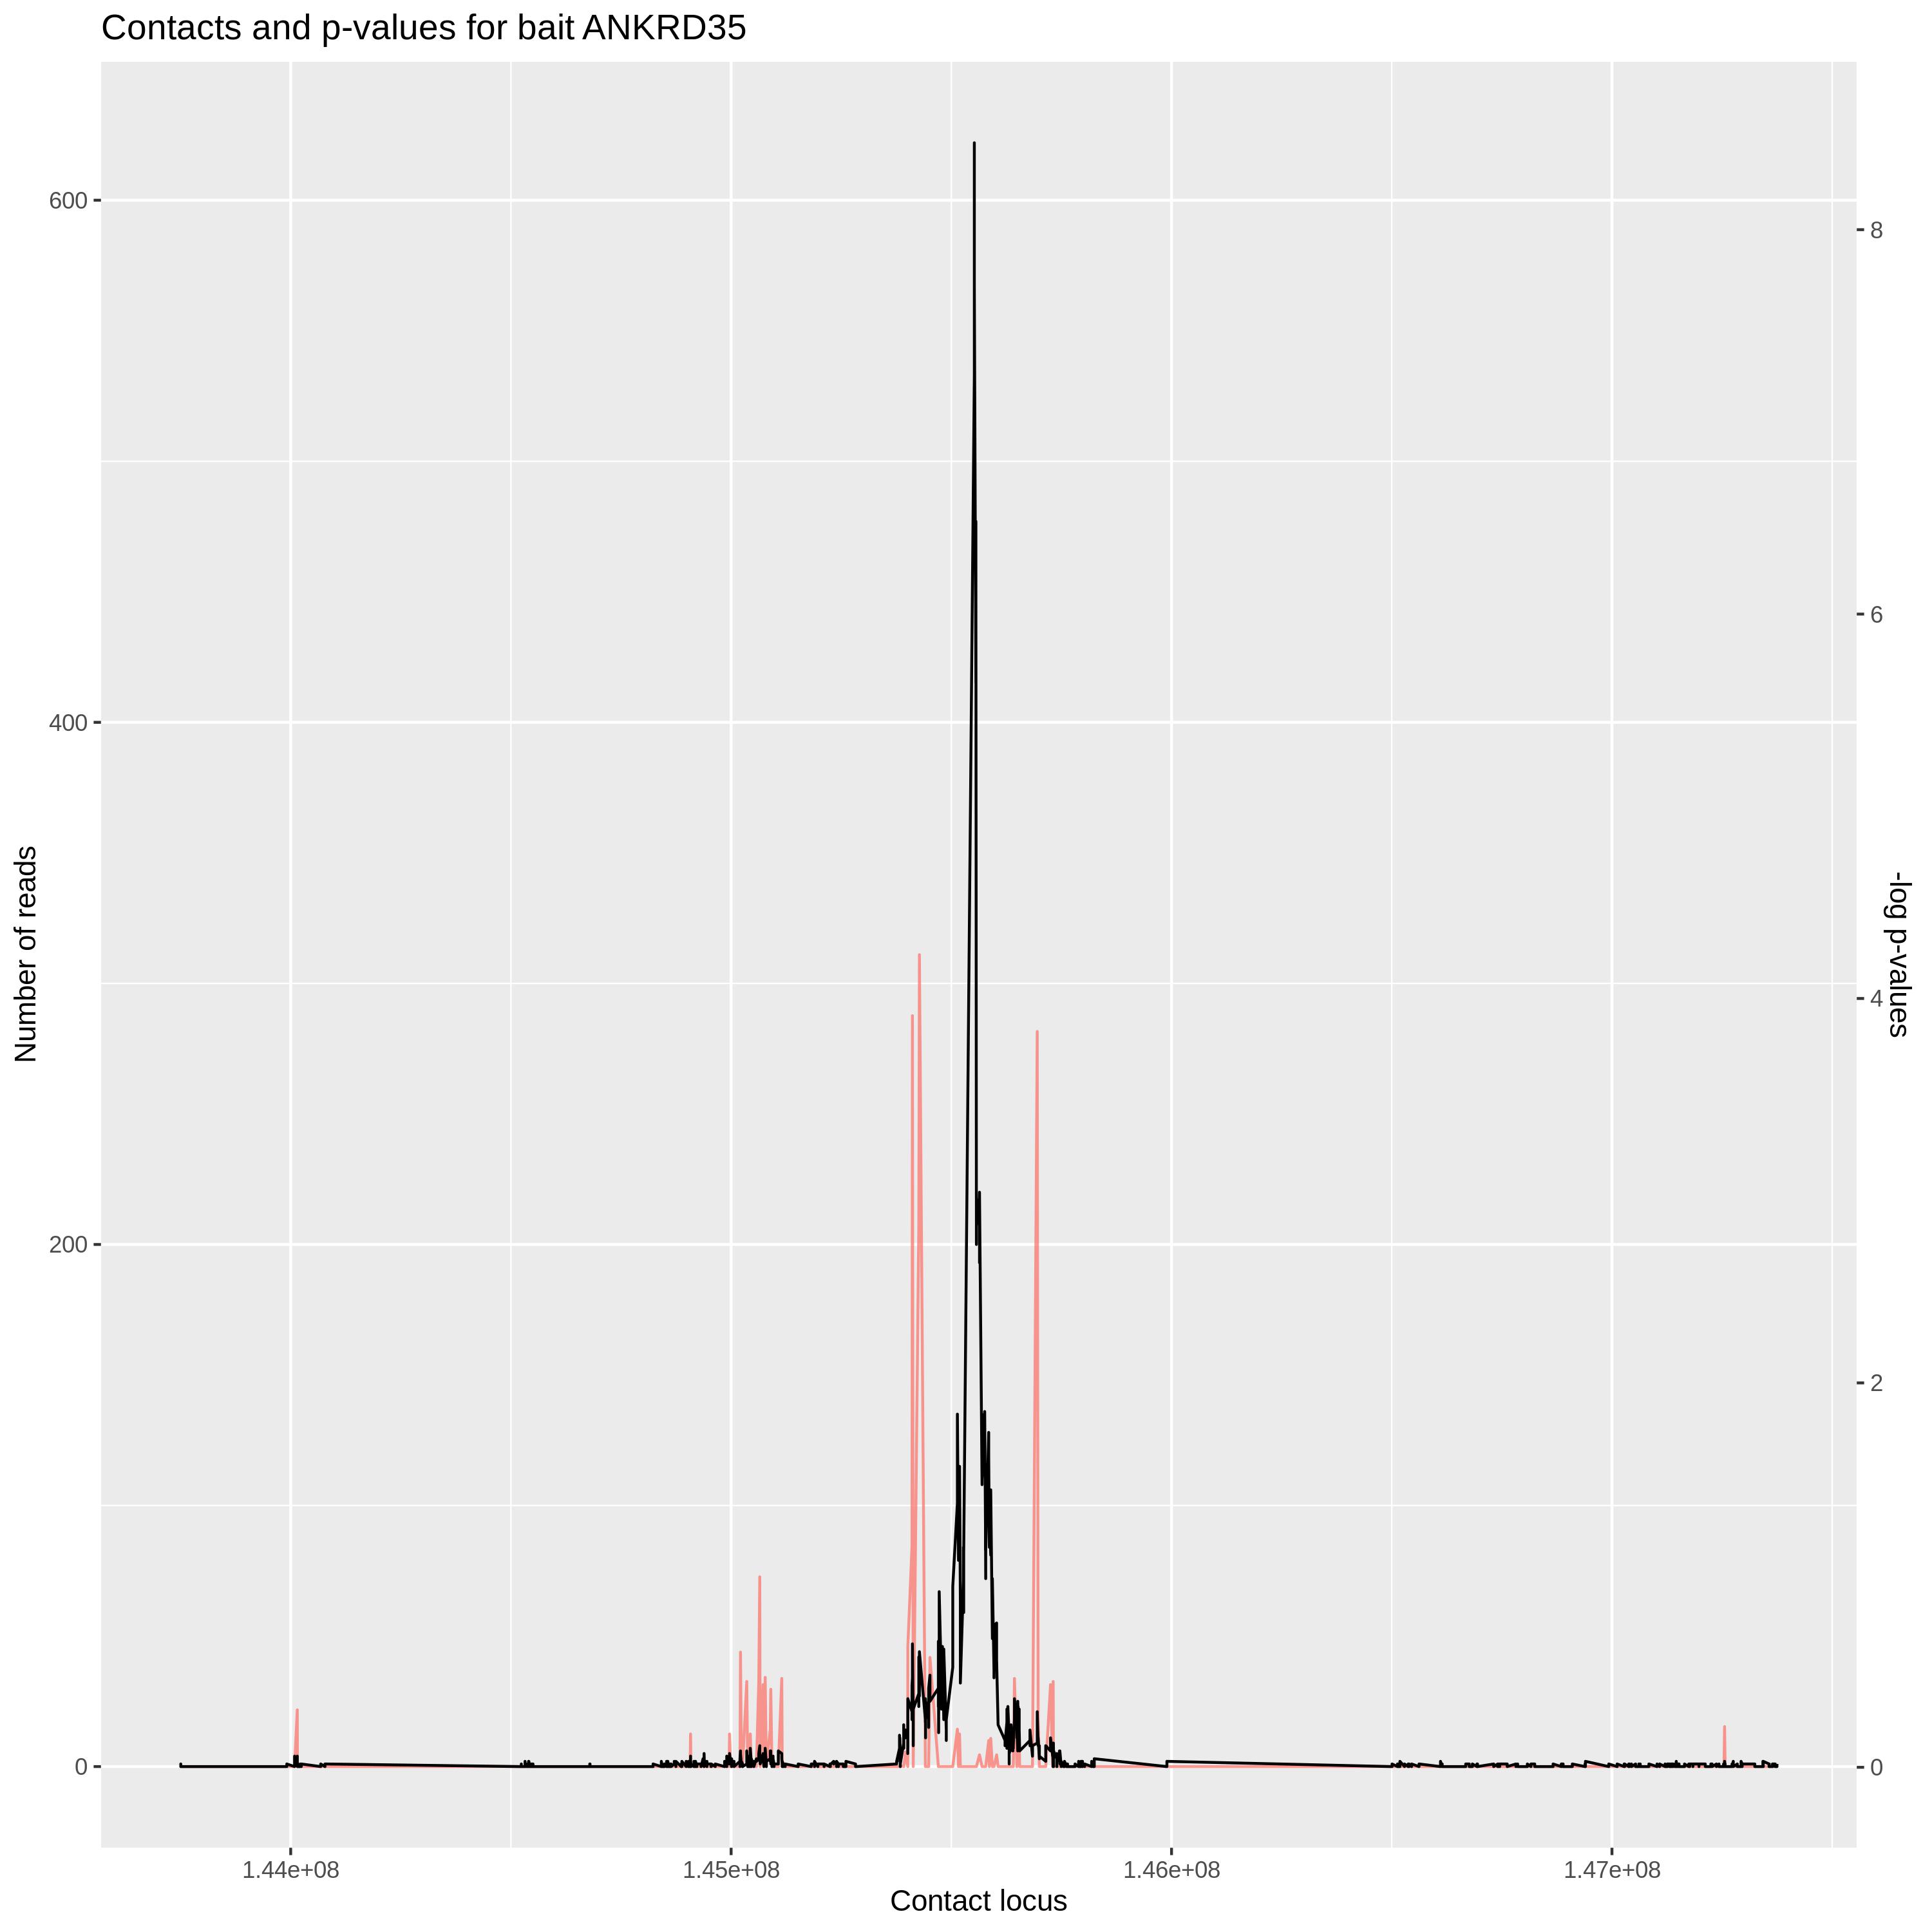 Contacts and p-values for bait ANKRD35
600
400
200
0
8
6
4
2
0
Number of reads
-log p-values
1.44e+08 1.45e+08 1.46e+08 1.47e+08
Contact locus